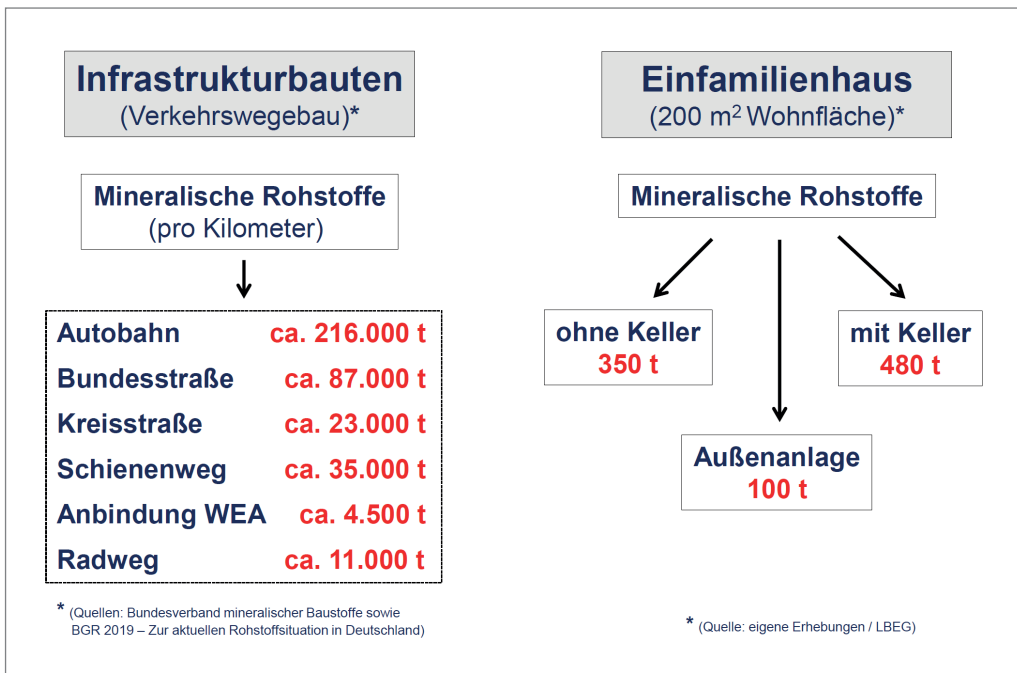 Infrastrukturbauten
(Verkehrswegebau)*
Mineralische Rohstoffe
(pro Kilometer)
Autobahn ca. 216.000 t
Bundesstraße ca. 87.000 t
Kreisstraße ca. 23.000 t
Schienenweg ca. 35.000 t
Anbindung WEA ca. 4.500 t
Radweg ca. 11.000 t
* (Quellen: Bundesverband mineralischer Baustoffe sowie
BGR 2019 – Zur aktuellen Rohstoffsituation in Deutschland)
Einfamilienhaus
(200 m² Wohnfläche)*
Mineralische Rohstoffe
ohne Keller
350 t
mit Keller
480 t
Außenanlage
100 t
* (Quelle: eigene Erhebungen / LBEG)